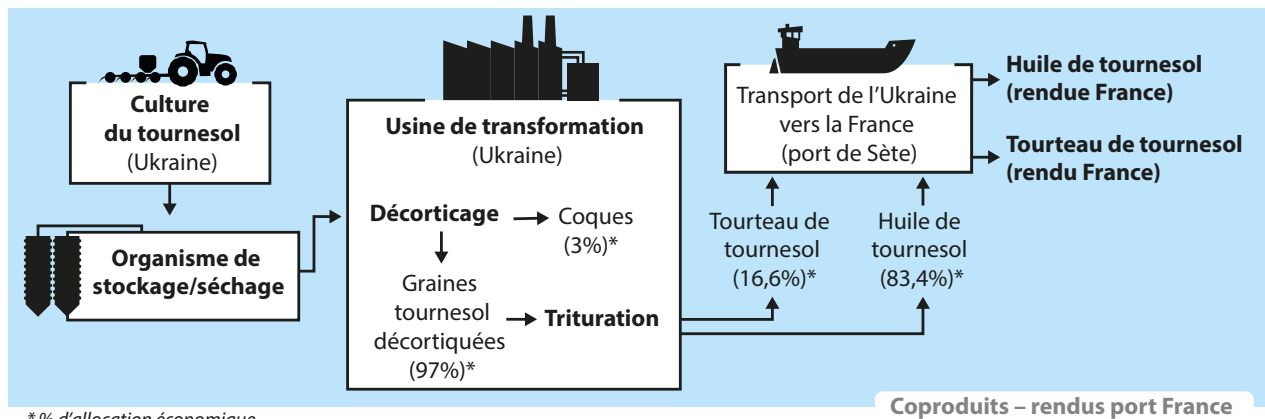 Culture
du tournesol
(Ukraine)
Organisme de
stockage/séchage
Usine de transformation
(Ukraine)
Décorticage
Coques
(3%)*
Graines
tournesol
décortiquées
(97%)*
Trituration
Transport de l'Ukraine
vers la France
(port de Sète)
Tourteau de
tournesol
(16,6%)*
Huile de
tournesol
(83,4%)*
Huile de tournesol
(rendue France)
Tourteau de tournesol
(rendu France)
Coproduits – rendus port France
* % d'allocation économique